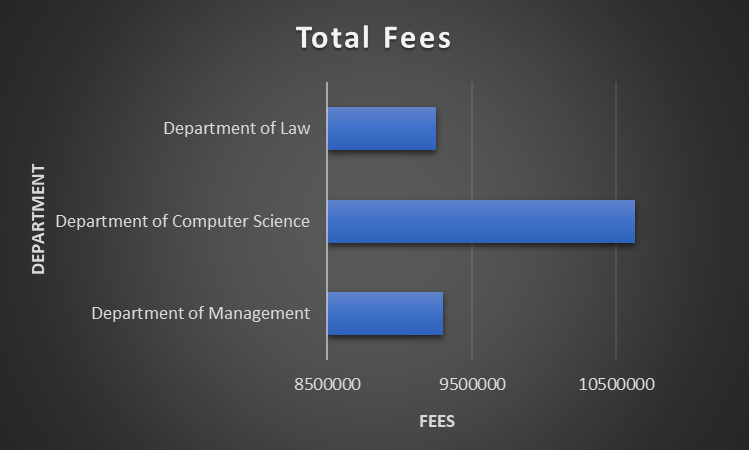 Total Fees
DEPARTMENT
Department of Law
Department of Computer Science
Department of Management
8500000 9500000 10500000
FEES